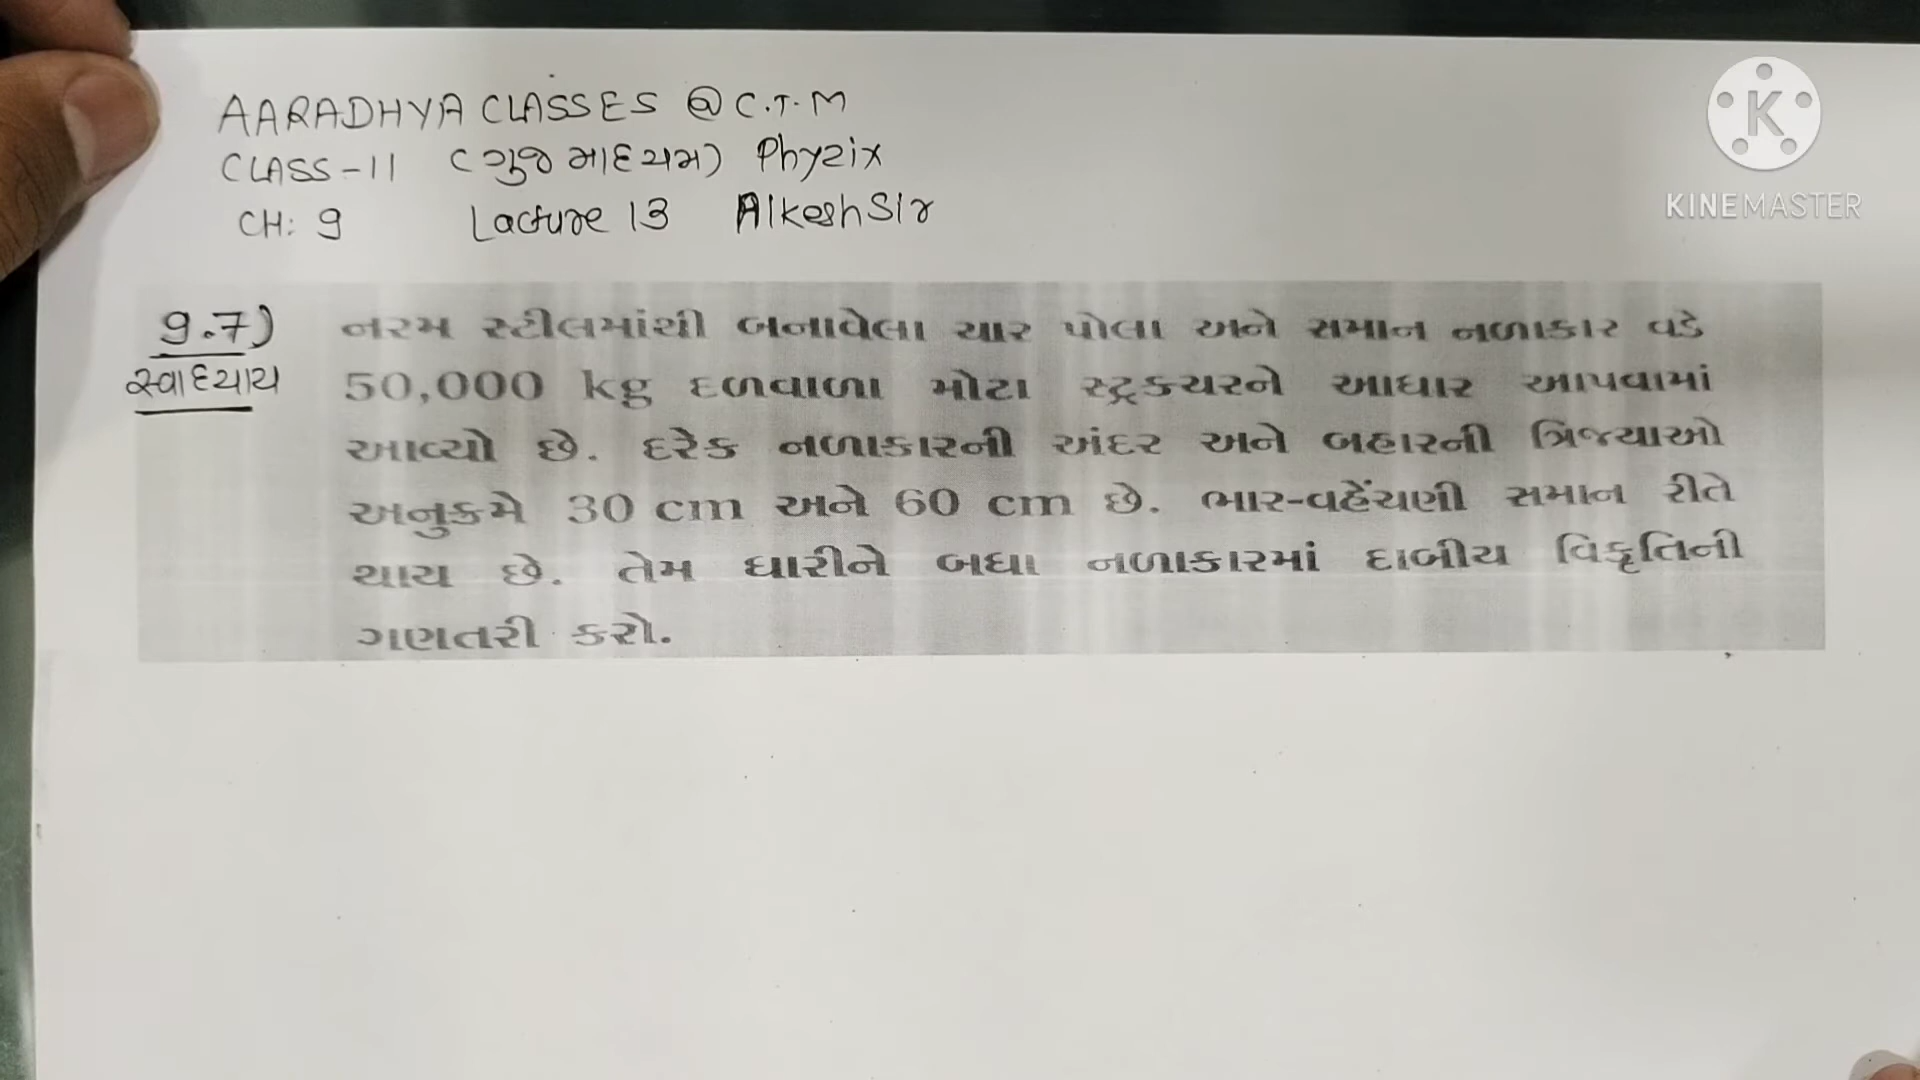 AARADHYA CLASSES @ C.T.M
CLASS-11 (ગુજ માધ્યમ) Phyzix
CH: 9 Lacture 13 Alkesh Sir
K
KINEMASTER
9.7) નરમ સ્ટીલમાંથી બનાવેલા ચાર પોલા અને સમાન નળાકાર વડે
સ્વાધ્યાય 50,000 kg દળવાળા મોટા સ્ટ્રક્ચરને આધાર આપવામાં
આવ્યો છે. દરેક નળાકારની અંદર અને બહારની ત્રિજ્યાઓ
અનુક્રમે 30 cm અને 60 cm છે. ભાર-વહેંચણી સમાન રીતે
થાય છે. તેમ ધારીને બધા નળાકારમાં દાબીય વિકૃતિની
ગણતરી કરો.